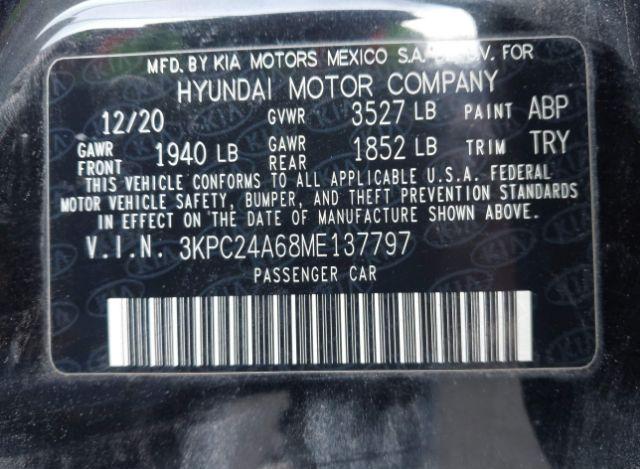 MFD. BY KIA MOTORS MEXICO S.A. DE C.V. FOR
HYUNDAI MOTOR COMPANY
12/20 GVWR 3527 LB PAINT ABP
GAWR FRONT 1940 LB GAWR REAR 1852 LB TRIM TRY
THIS VEHICLE CONFORMS TO ALL APPLICABLE U.S.A. FEDERAL
MOTOR VEHICLE SAFETY, BUMPER, AND THEFT PREVENTION STANDARDS
IN EFFECT ON THE DATE OF MANUFACTURE SHOWN ABOVE.
V.I.N. 3KPC24A68ME137797
PASSENGER CAR